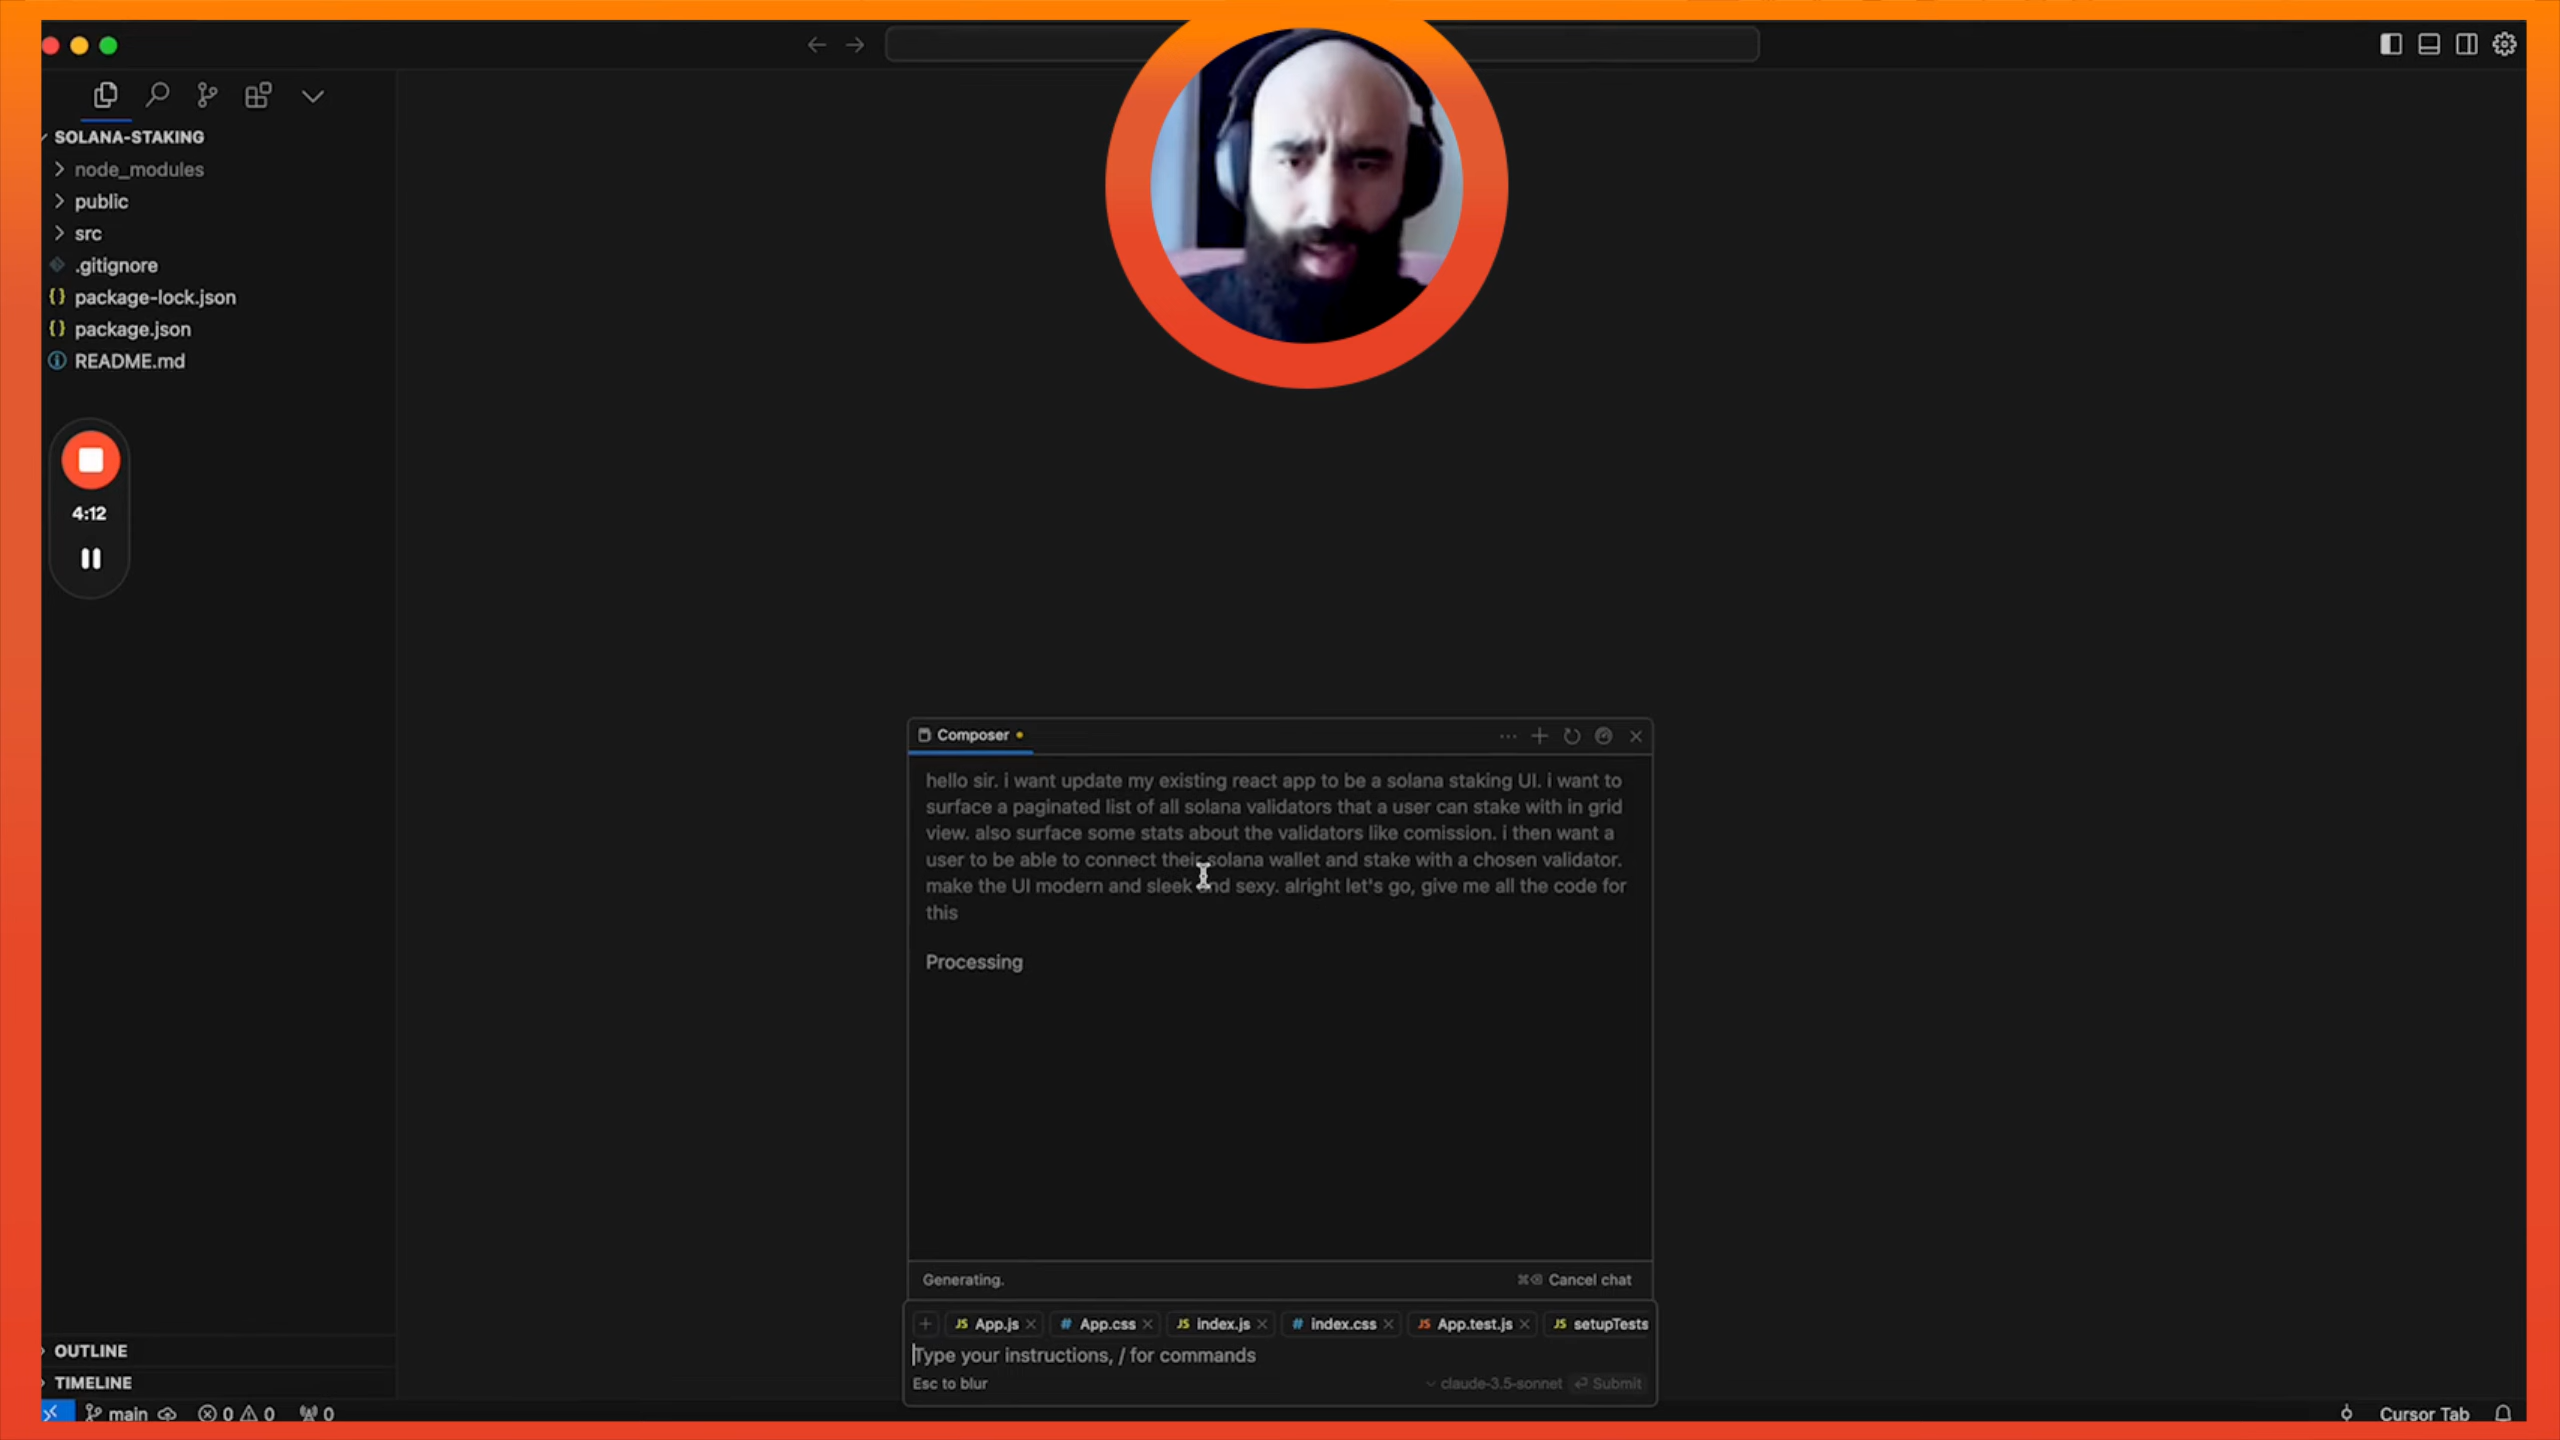 SOLANA-STAKING
node_modules
public
src
.gitignore
package-lock.json
package.json
README.md
4:12
Composer
hello sir. i want update my existing react app to be a solana staking UI. i want to
surface a paginated list of all solana validators that a user can stake with in grid
view. also surface some stats about the validators like comission. i then want a
user to be able to connect their solana wallet and stake with a chosen validator.
make the UI modern and sleek and sexy. alright let's go, give me all the code for
this
Processing
Generating.
Cancel chat
JS App.js
# App.css
JS index.js
# index.css
JS App.test.js
JS setupTests
Type your instructions, / for commands
Esc to blur
claude-3.5-sonnet
Submit
OUTLINE
TIMELINE
main
0
0
0
Cursor Tab